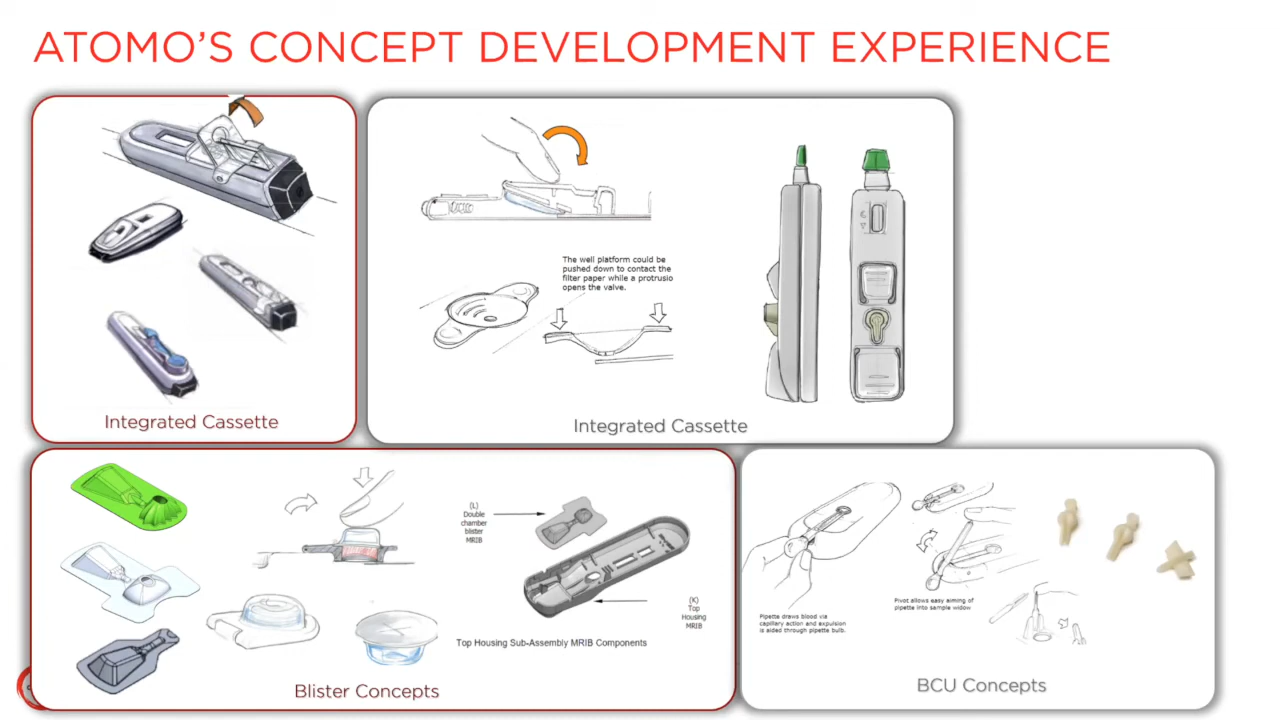 ATOMO'S CONCEPT DEVELOPMENT EXPERIENCE
The well platform could be
pushed down to contact the
filter paper while a protrusio
opens the valve.
Integrated Cassette
Integrated Cassette
(L)
Double
chamber
blister
MRIB
(K)
Top
Housing
MRIB
Top Housing Sub-Assembly MRIB Components
Blister Concepts
Pipette draws blood via
capillary action and expulsion
is aided through pipette bulb.
Pivot allows easy aiming of
pipette into sample widow
BCU Concepts